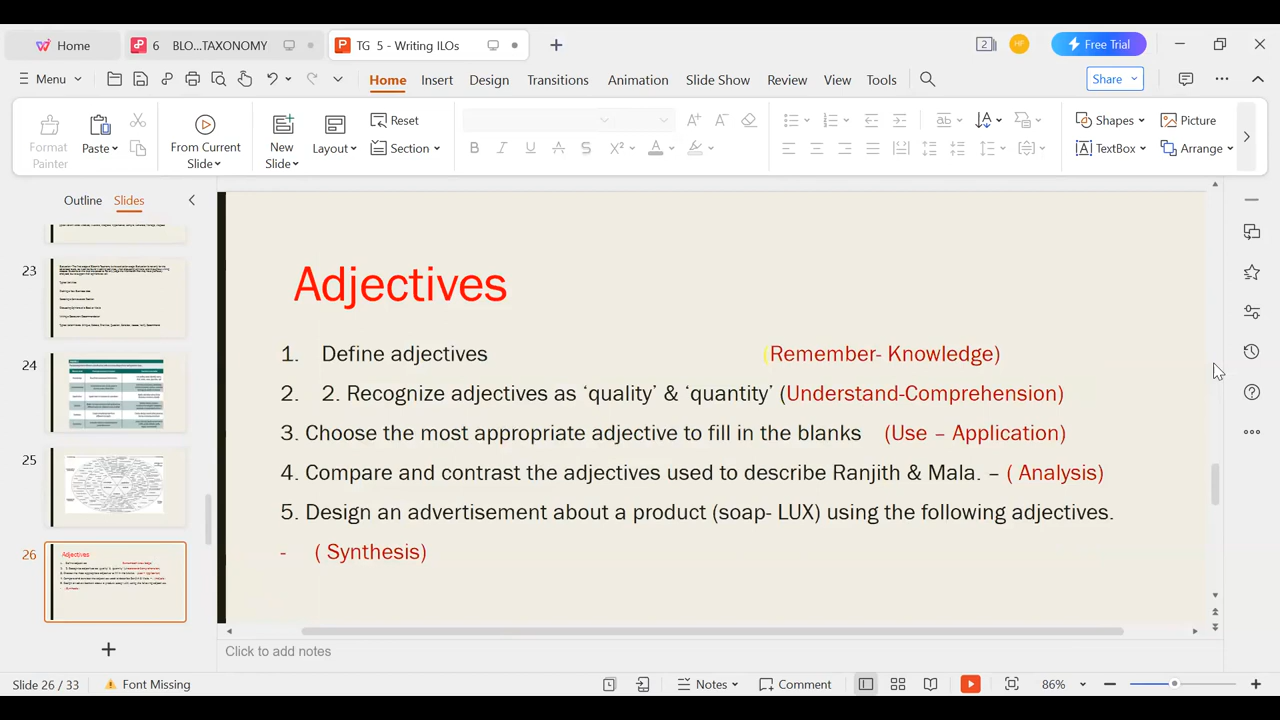 Home
6 BLO...TAXONOMY
TG 5 - Writing ILOs
2
HF
Free Trial
Menu
Home
Insert
Design
Transitions
Animation
Slide Show
Review
View
Tools
Share
Format Painter
Paste
From Current Slide
New Slide
Layout
Reset
Section
Shapes
Picture
TextBox
Arrange
Outline
Slides
23
24
25
26
Adjectives
1. Define adjectives (Remember- Knowledge)
2. 2. Recognize adjectives as ‘quality’ & ‘quantity’ (Understand-Comprehension)
3. Choose the most appropriate adjective to fill in the blanks (Use – Application)
4. Compare and contrast the adjectives used to describe Ranjith & Mala. – ( Analysis)
5. Design an advertisement about a product (soap- LUX) using the following adjectives.
- ( Synthesis)
Click to add notes
Slide 26 / 33
Font Missing
Notes
Comment
86%